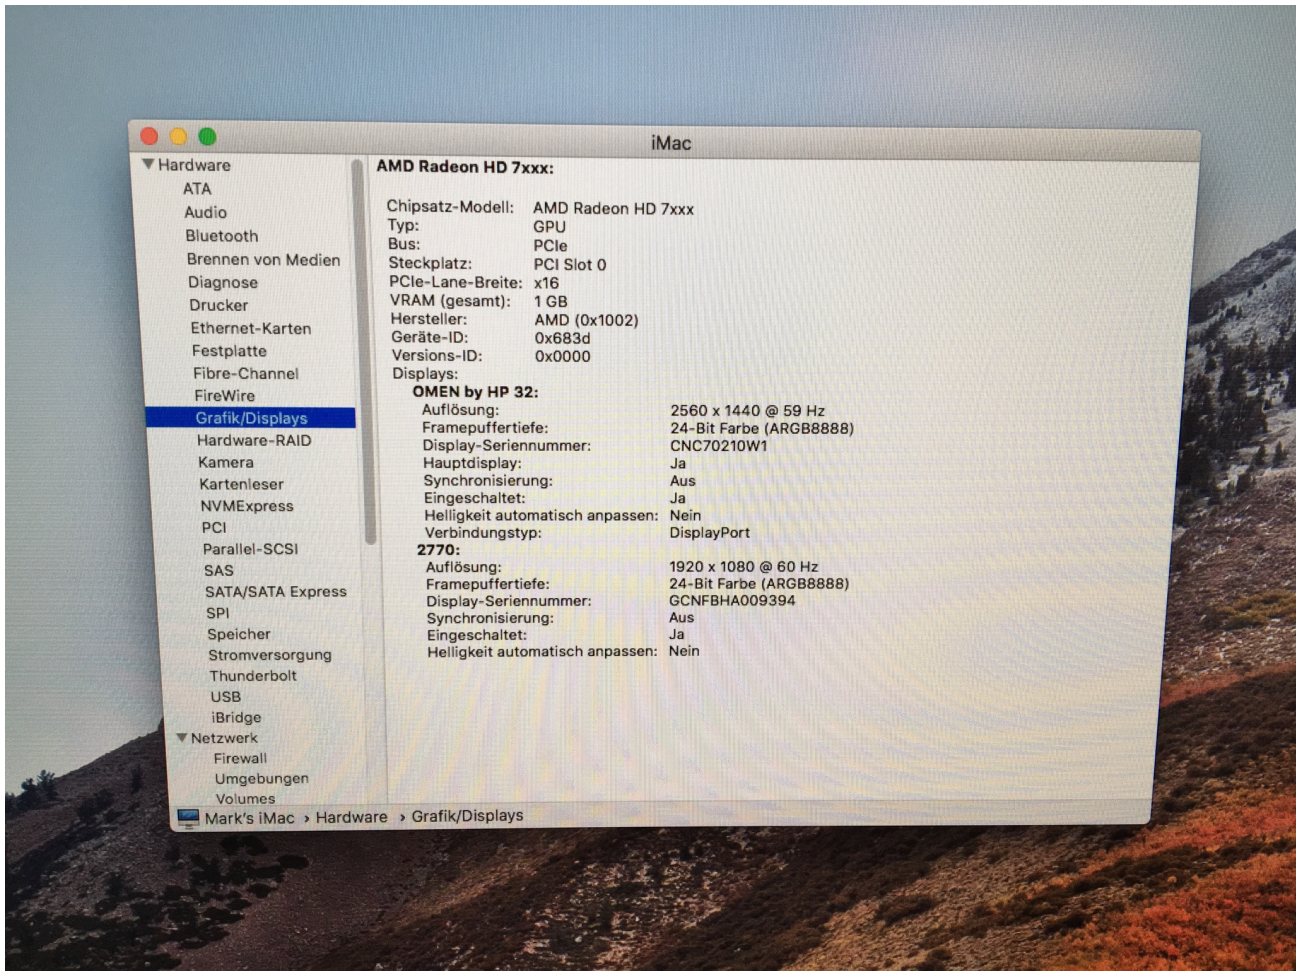 iMac
Hardware
ATA
Audio
Bluetooth
Brennen von Medien
Diagnose
Drucker
Ethernet-Karten
Festplatte
Fibre-Channel
FireWire
Grafik/Displays
Hardware-RAID
Kamera
Kartenleser
NVMExpress
PCI
Parallel-SCSI
SAS
SATA/SATA Express
SPI
Speicher
Stromversorgung
Thunderbolt
USB
iBridge
Netzwerk
Firewall
Umgebungen
Volumes
AMD Radeon HD 7xxx:
Chipsatz-Modell: AMD Radeon HD 7xxx
Typ: GPU
Bus: PCIe
Steckplatz: PCI Slot 0
PCIe-Lane-Breite: x16
VRAM (gesamt): 1 GB
Hersteller: AMD (0x1002)
Geräte-ID: 0x683d
Versions-ID: 0x0000
Displays:
OMEN by HP 32:
Auflösung: 2560 x 1440 @ 59 Hz
Framepuffertiefe: 24-Bit Farbe (ARGB8888)
Display-Seriennummer: CNC70210W1
Hauptdisplay: Ja
Synchronisierung: Aus
Eingeschaltet: Ja
Helligkeit automatisch anpassen: Nein
Verbindungstyp: DisplayPort
2770:
Auflösung: 1920 x 1080 @ 60 Hz
Framepuffertiefe: 24-Bit Farbe (ARGB8888)
Display-Seriennummer: GCNFBHA009394
Synchronisierung: Aus
Eingeschaltet: Ja
Helligkeit automatisch anpassen: Nein
Mark's iMac › Hardware › Grafik/Displays